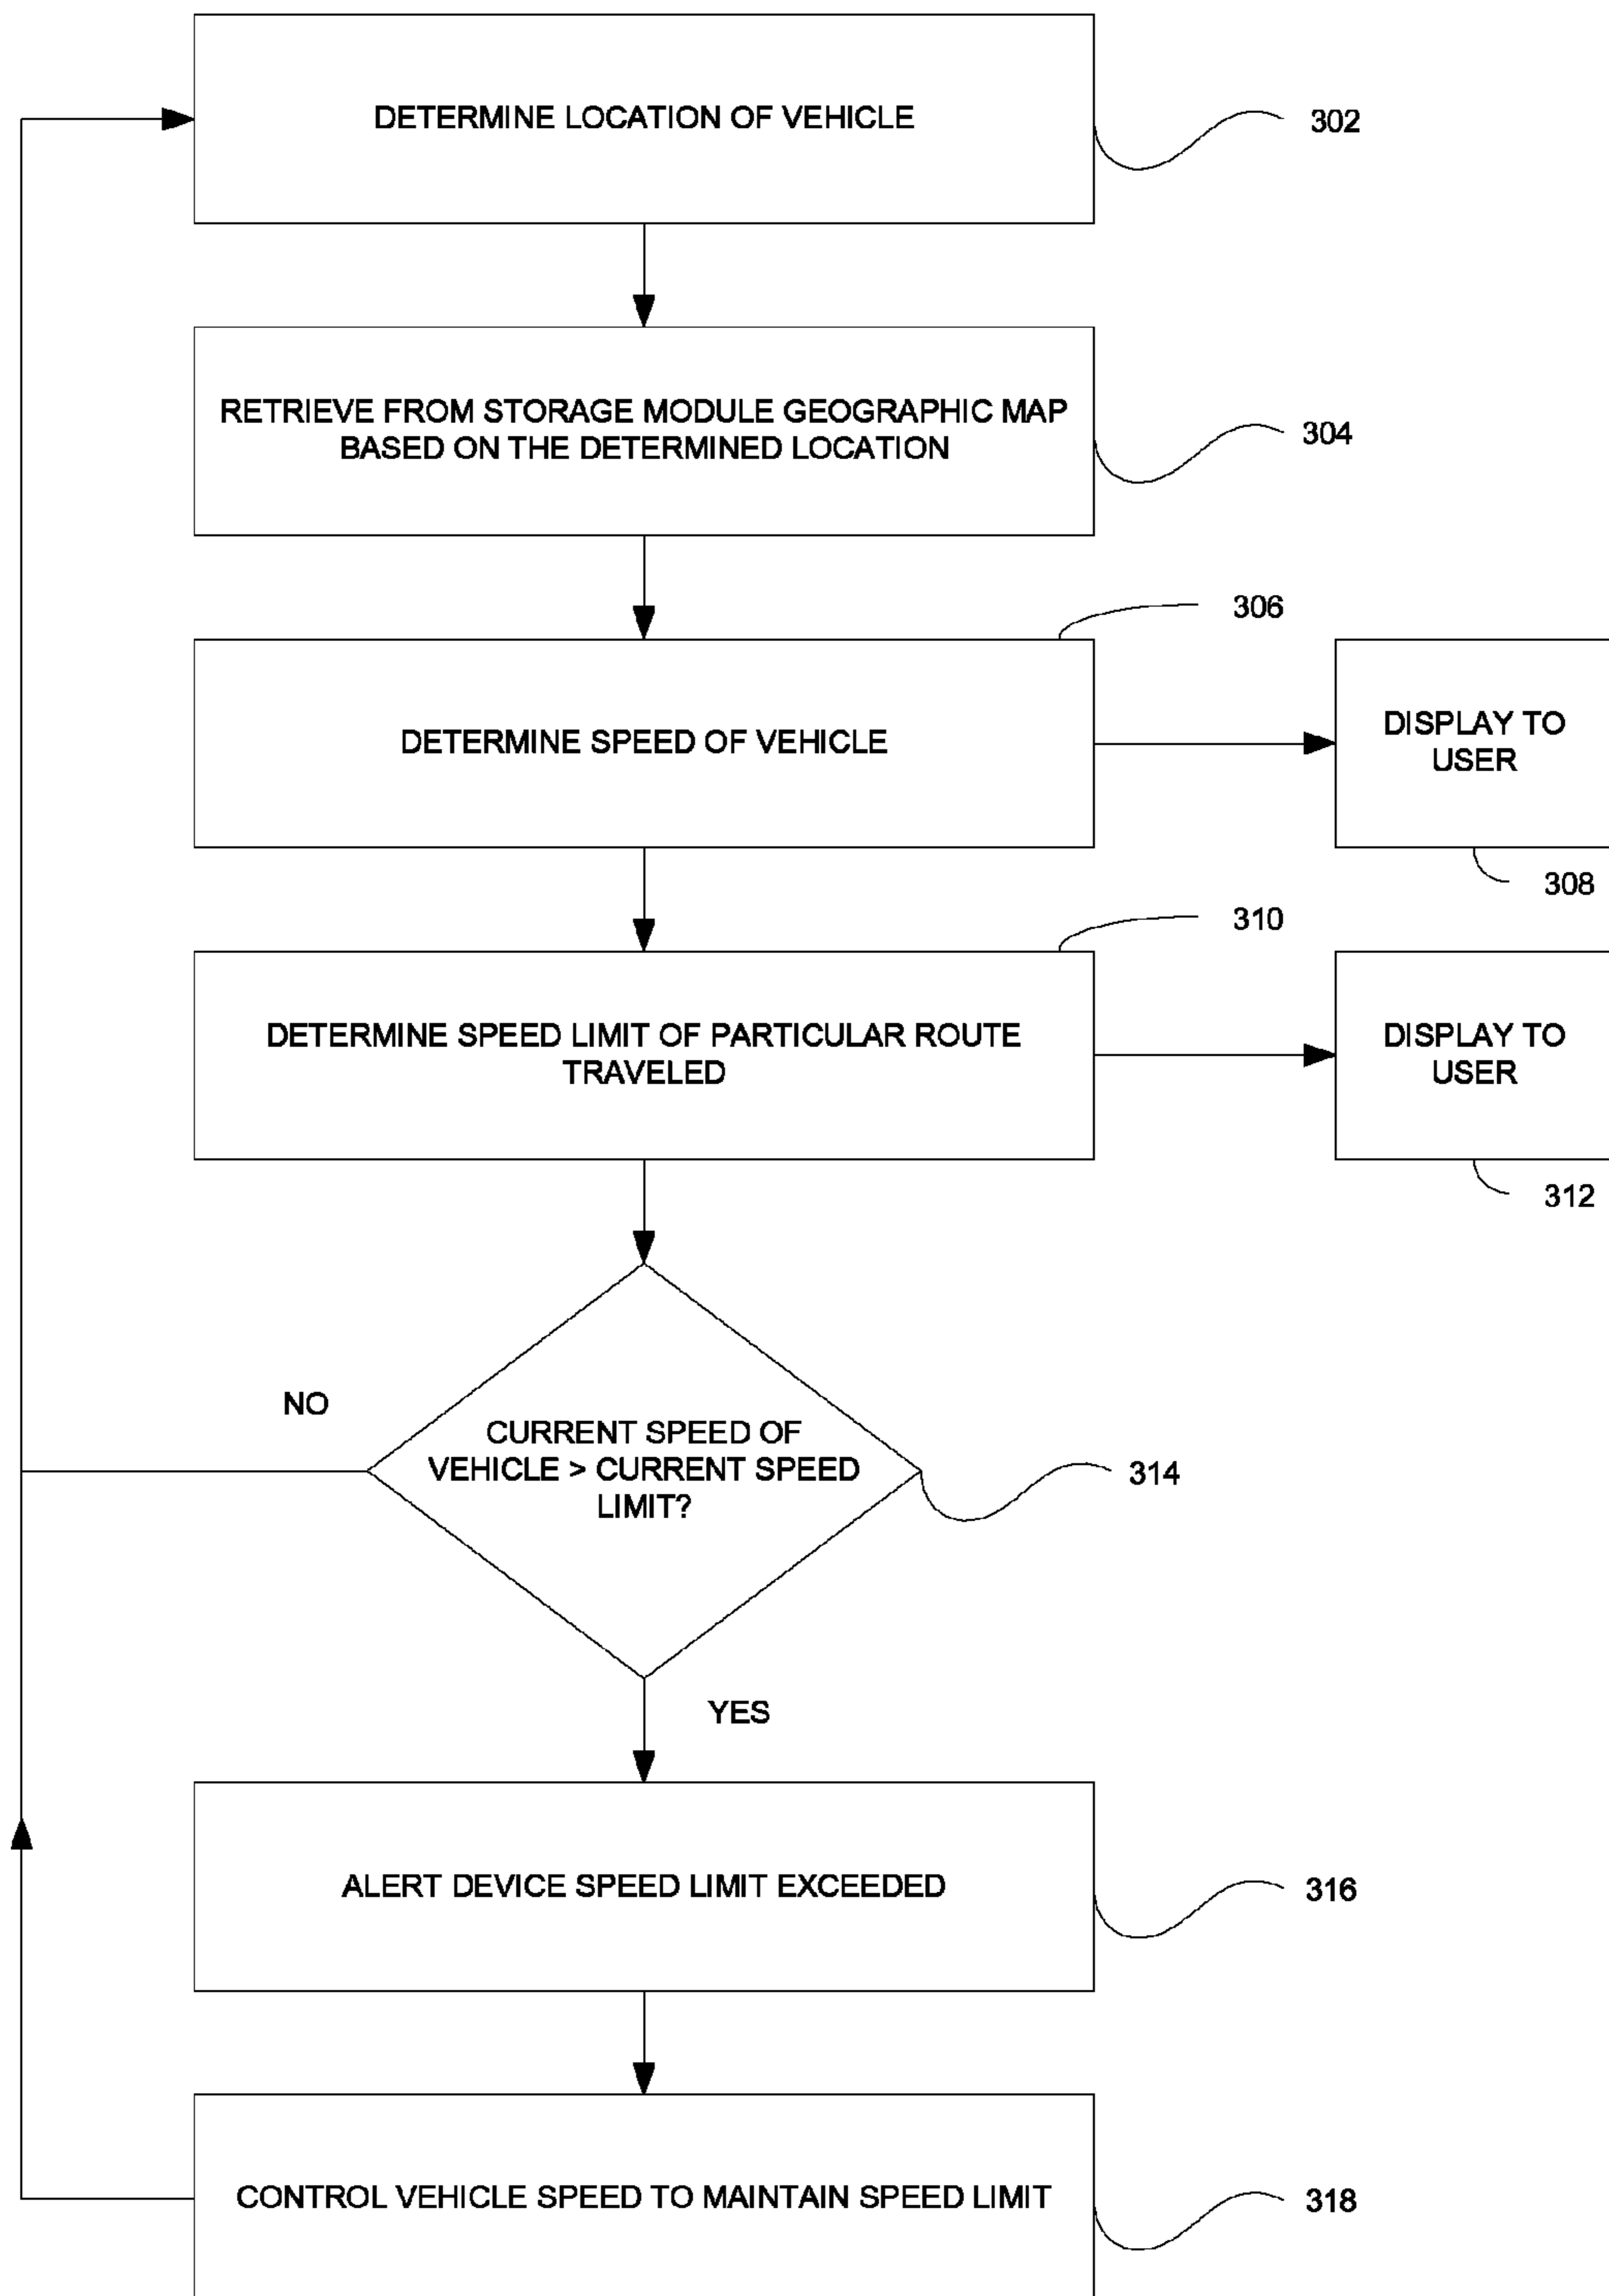 DETERMINE LOCATION OF VEHICLE
302
RETRIEVE FROM STORAGE MODULE GEOGRAPHIC MAP
BASED ON THE DETERMINED LOCATION
304
306
DETERMINE SPEED OF VEHICLE
DISPLAY TO
USER
308
310
DETERMINE SPEED LIMIT OF PARTICULAR ROUTE
TRAVELED
DISPLAY TO
USER
312
NO
CURRENT SPEED OF
VEHICLE > CURRENT SPEED
LIMIT?
314
YES
ALERT DEVICE SPEED LIMIT EXCEEDED
316
CONTROL VEHICLE SPEED TO MAINTAIN SPEED LIMIT
318